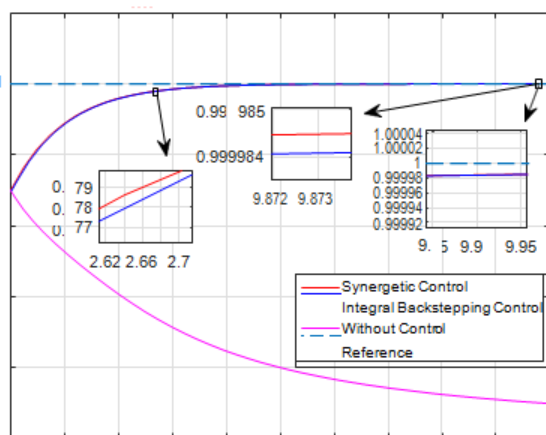 0.99 985
0.999984
9.872 9.873
1.00004
1.00002
1
0.99998
0.99996
0.99994
0.99992
9. 5 9.9 9.95
0. 79
0. 78
0. 77
2.62 2.66 2.7
Synergetic Control
Integral Backstepping Control
Without Control
Reference